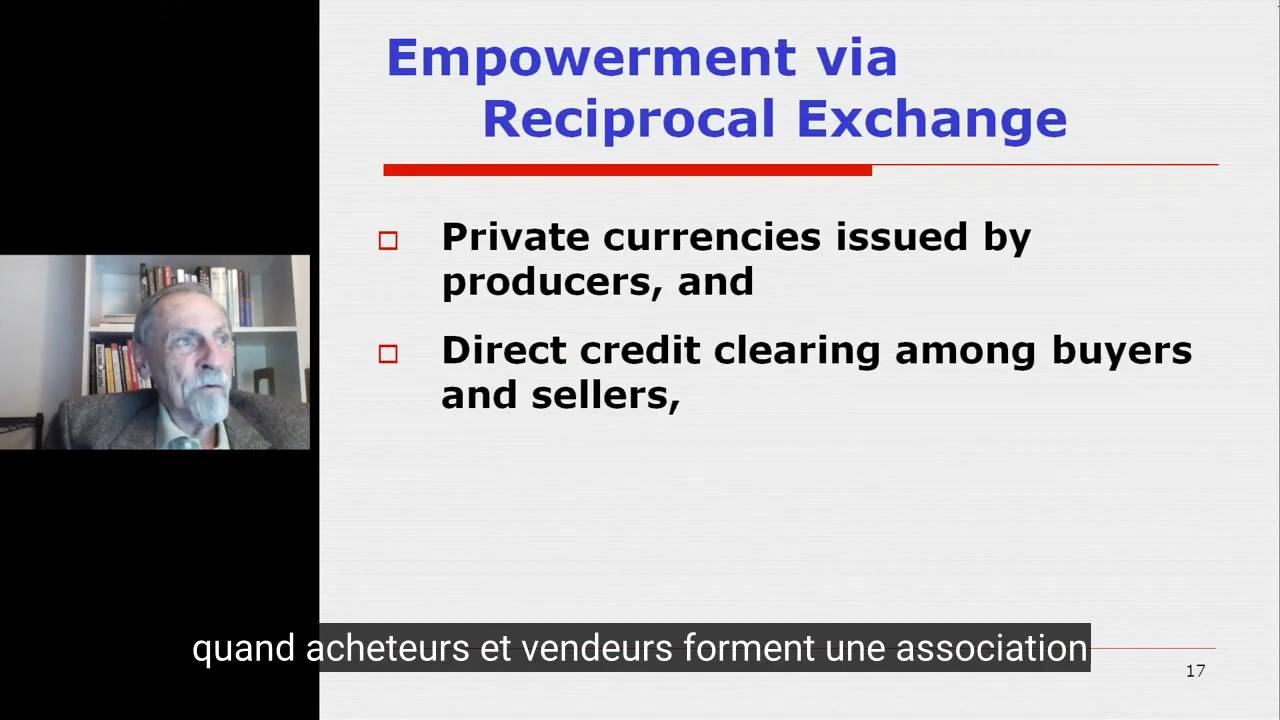 Empowerment via
Reciprocal Exchange
Private currencies issued by
producers, and
Direct credit clearing among buyers
and sellers,
quand acheteurs et vendeurs forment une association
17